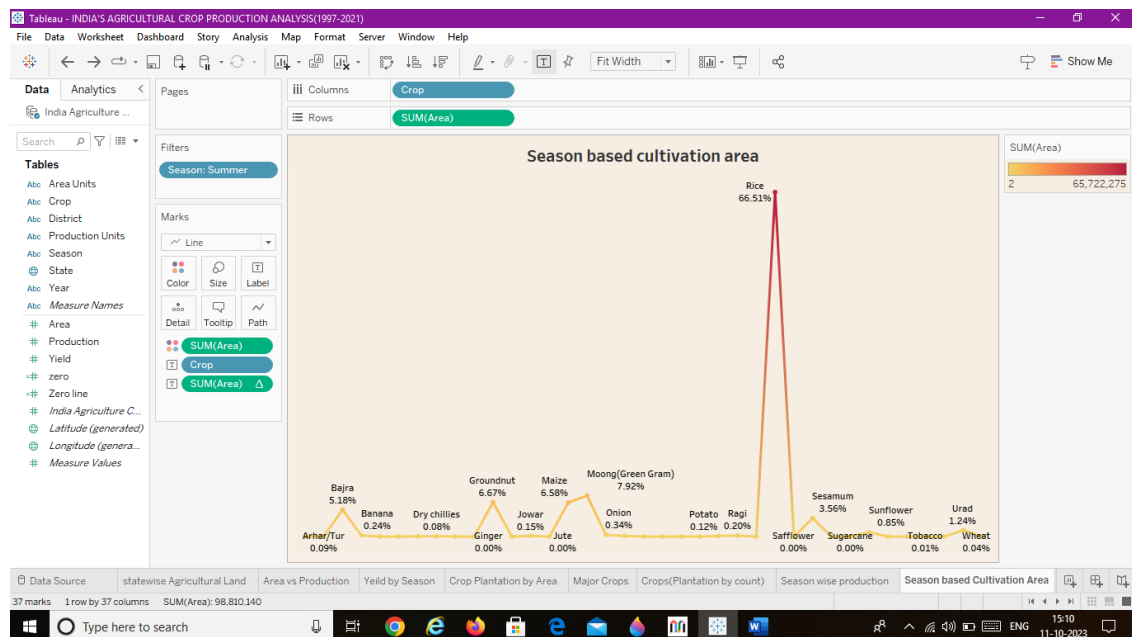 Tableau - INDIA'S AGRICULTURAL CROP PRODUCTION ANALYSIS(1997-2021)
File Data Worksheet Dashboard Story Analysis Map Format Server Window Help
Fit Width
Show Me
Data Analytics
India Agriculture ...
Search
Tables
Abc Area Units
Abc Crop
Abc District
Abc Production Units
Abc Season
State
Abc Year
Abc Measure Names
# Area
# Production
# Yield
=# zero
=# Zero line
# India Agriculture C...
Latitude (generated)
Longitude (genera...
# Measure Values
Pages
Filters
Season: Summer
Marks
Line
Color Size Label
Detail Tooltip Path
SUM(Area)
Crop
SUM(Area) Δ
iii Columns Crop
Rows SUM(Area)
Season based cultivation area
Rice
66.51%
Bajra
5.18%
Banana
0.24%
Arhar/Tur
0.09%
Dry chillies
0.08%
Groundnut
6.67%
Ginger
0.00%
Jowar
0.15%
Maize
6.58%
Jute
0.00%
Moong(Green Gram)
7.92%
Onion
0.34%
Potato
0.12%
Ragi
0.20%
Safflower
0.00%
Sesamum
3.56%
Sugarcane
0.00%
Sunflower
0.85%
Tobacco
0.01%
Urad
1.24%
Wheat
0.04%
SUM(Area)
2 65,722,275
Data Source statewise Agricultural Land Area vs Production Yeild by Season Crop Plantation by Area Major Crops Crops(Plantation by count) Season wise production Season based Cultivation Area
37 marks 1 row by 37 columns SUM(Area): 98,810,140
Type here to search
ENG
15:10
11-10-2023